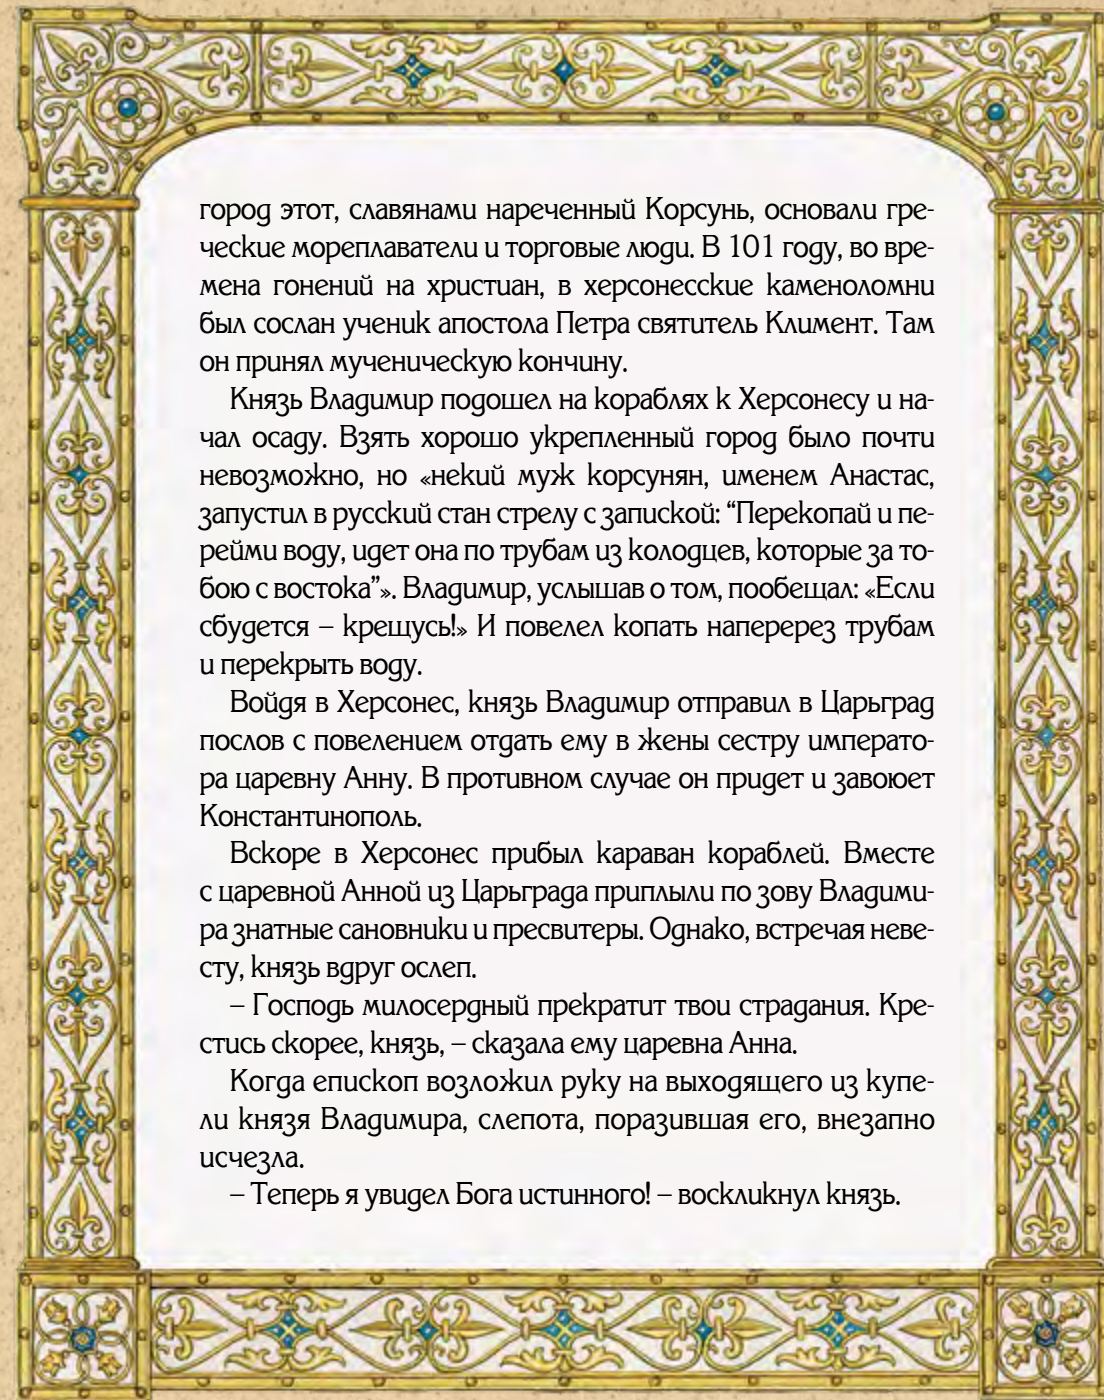 город этот, славянами нареченный Корсунь, основали гре-
ческие мореплаватели и торговые люди. В 101 году, во вре-
мена гонений на христиан, в херсонесские каменоломни
был сослан ученик апостола Петра святитель Климент. Там
он принял мученическую кончину.
Князь Владимир подошел на кораблях к Херсонесу и на-
чал осаду. Взять хорошо укрепленный город было почти
невозможно, но «некий муж корсунян, именем Анастас,
запустил в русский стан стрелу с запиской: “Перекопай и пе-
рейми воду, идет она по трубам из колодцев, которые за то-
бою с востока”». Владимир, услышав о том, пообещал: «Если
сбудется – крещусь!» И повелел копать наперерез трубам
и перекрыть воду.
Войдя в Херсонес, князь Владимир отправил в Царьград
послов с повелением отдать ему в жены сестру императо-
ра царевну Анну. В противном случае он придет и завоюет
Константинополь.
Вскоре в Херсонес прибыл караван кораблей. Вместе
с царевной Анной из Царьграда приплыли по зову Владими-
ра знатные сановники и пресвитеры. Однако, встречая неве-
сту, князь вдруг ослеп.
– Господь милосердный прекратит твои страдания. Кре-
стись скорее, князь, – сказала ему царевна Анна.
Когда епископ возложил руку на выходящего из купе-
ли князя Владимира, слепота, поразившая его, внезапно
исчезла.
– Теперь я увидел Бога истинного! – воскликнул князь.